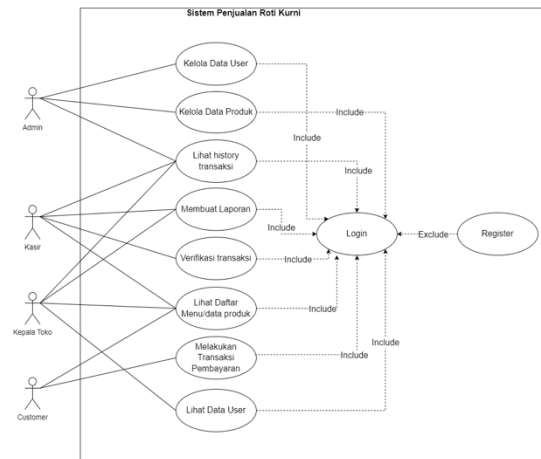 Sistem Penjualan Roti Kurni
Kelola Data User
Kelola Data Produk
Include
Include
Admin
Lihat history
transaksi
Include
Membuat Laporan
Include
Login
Exclude
Register
Kasir
Verifikasi transaksi
Include
Lihat Daftar
Menu/data produk
Include
Kepala Toko
Melakukan
Transaksi
Pembayaran
Include
Include
Customer
Lihat Data User